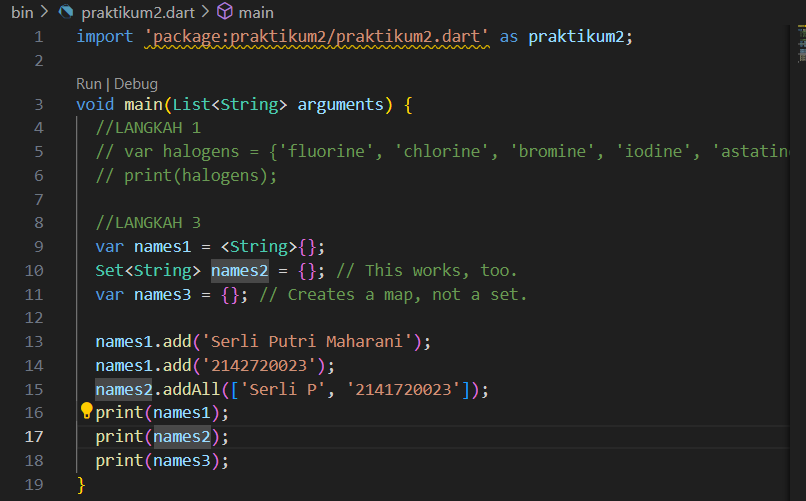 bin > praktikum2.dart > main
1 import 'package:praktikum2/praktikum2.dart' as praktikum2;
2
Run | Debug
3 void main(List<String> arguments) {
4 //LANGKAH 1
5 // var halogens = {'fluorine', 'chlorine', 'bromine', 'iodine', 'astatin
6 // print(halogens);
7
8 //LANGKAH 3
9 var names1 = <String>{};
10 Set<String> names2 = {}; // This works, too.
11 var names3 = {}; // Creates a map, not a set.
12
13 names1.add('Serli Putri Maharani');
14 names1.add('2142720023');
15 names2.addAll(['Serli P', '2141720023']);
16 print(names1);
17 print(names2);
18 print(names3);
19 }